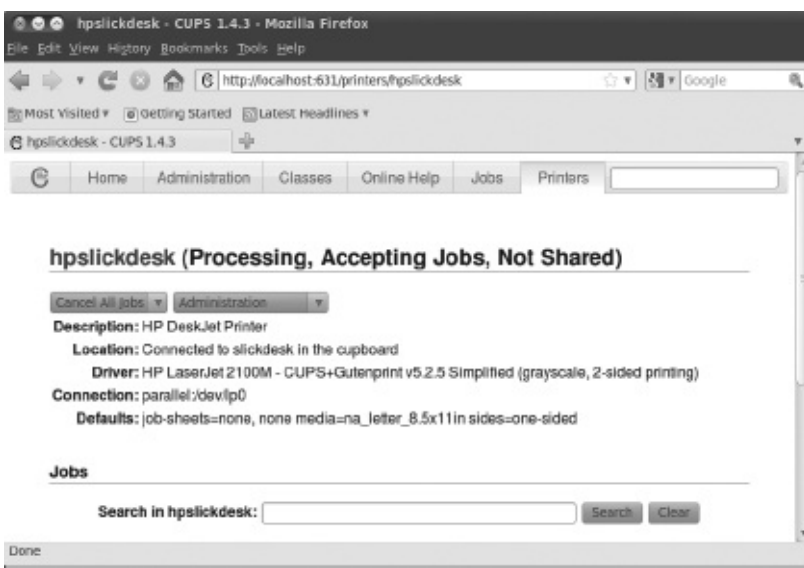 hpslickdesk - CUPS 1.4.3 - Mozilla Firefox
File Edit View History Bookmarks Tools Help
http://localhost:631/printers/hpslickdesk Google
Most Visited Getting Started Latest Headlines
hpslickdesk - CUPS 1.4.3
Home Administration Classes Online Help Jobs Printers
hpslickdesk (Processing, Accepting Jobs, Not Shared)
Cancel All Jobs Administration
Description: HP DeskJet Printer
Location: Connected to slickdesk in the cupboard
Driver: HP LaserJet 2100M - CUPS+Gutenprint v5.2.5 Simplified (grayscale, 2-sided printing)
Connection: parallel:/dev/lp0
Defaults: job-sheets=none, none media=na_letter_8.5x11in sides=one-sided
Jobs
Search in hpslickdesk: Search Clear
Done